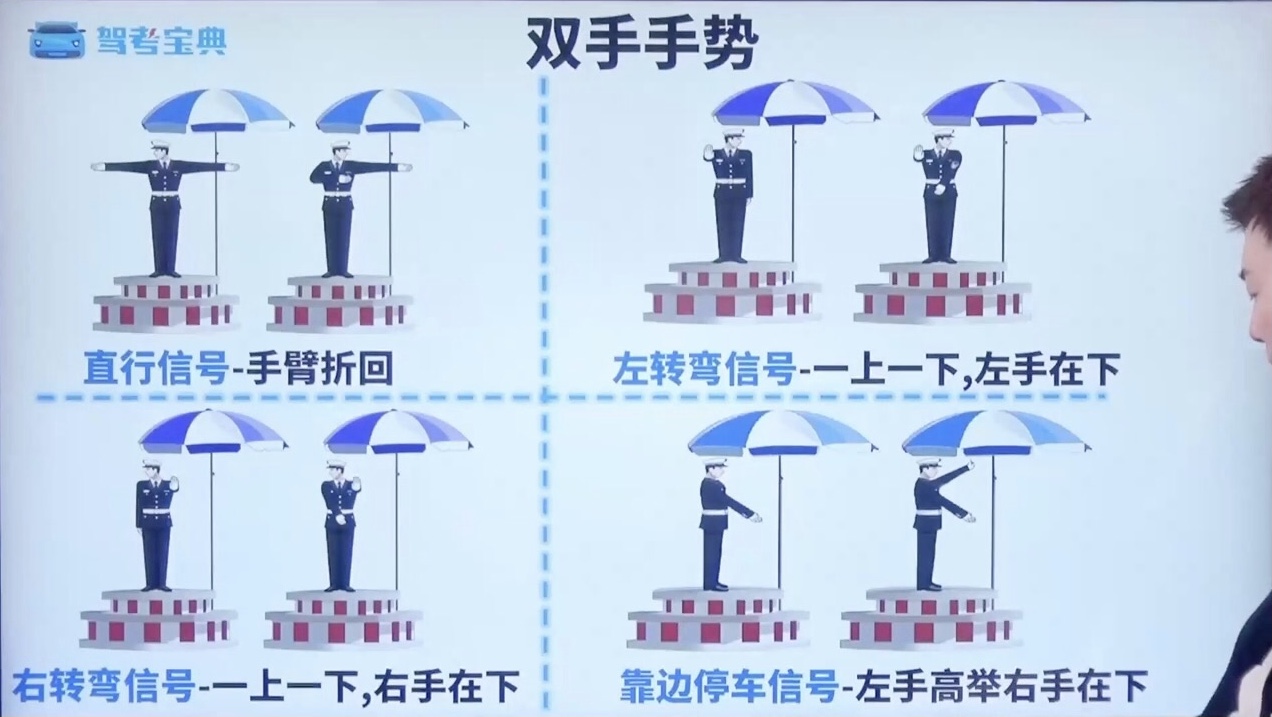 驾考宝典
双手手势
直行信号-手臂折回
左转弯信号-一上一下,左手在下
右转弯信号-一上一下,右手在下
靠边停车信号-左手高举右手在下